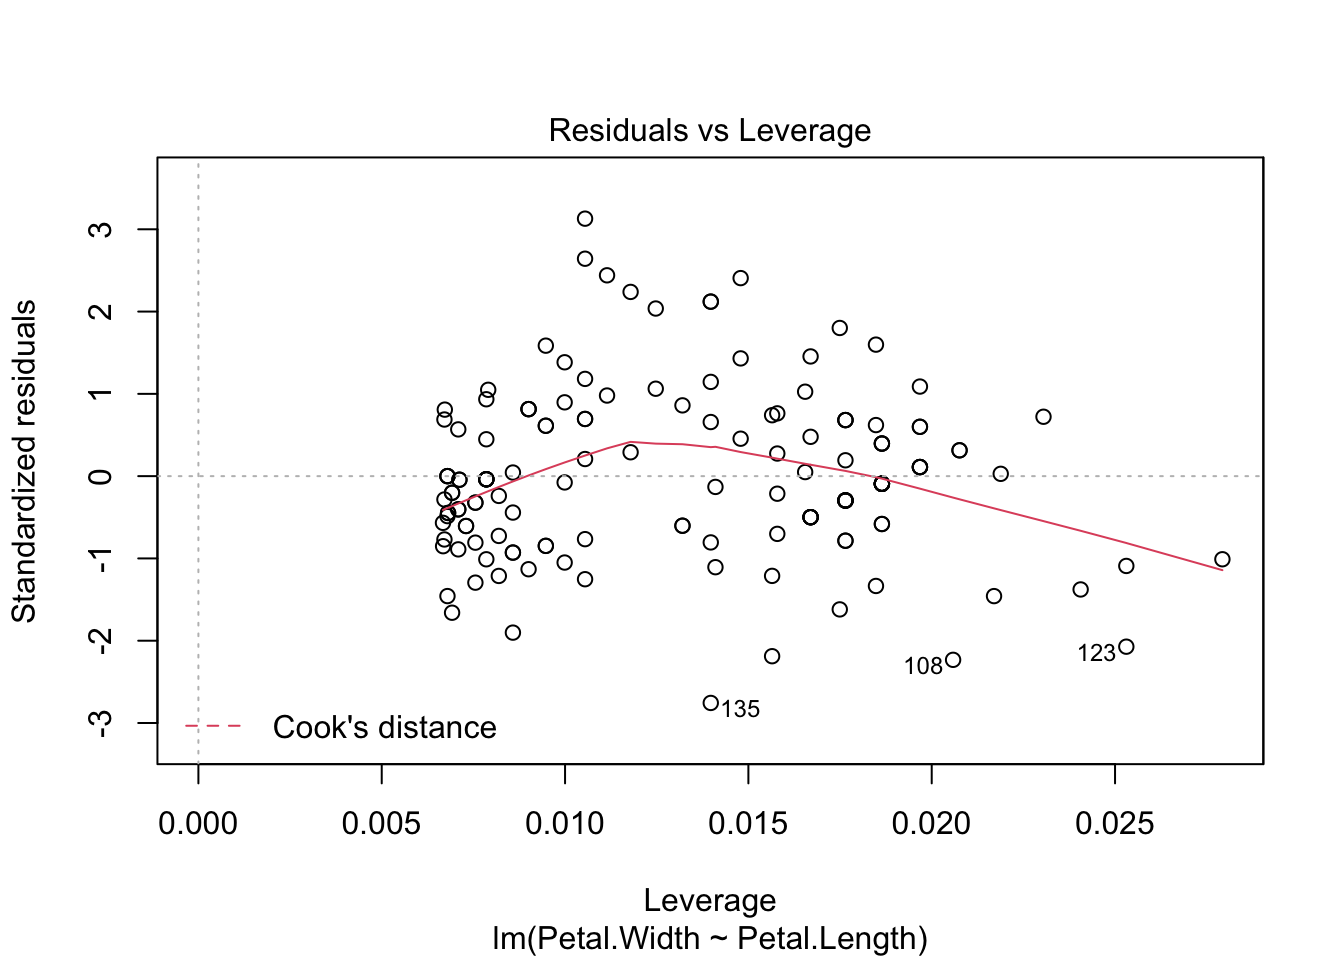 Residuals vs Leverage
Standardized residuals
3
2
1
0
-1
-2
-3
108
123
135
Cook's distance
0.000 0.005 0.010 0.015 0.020 0.025
Leverage
lm(Petal.Width ~ Petal.Length)